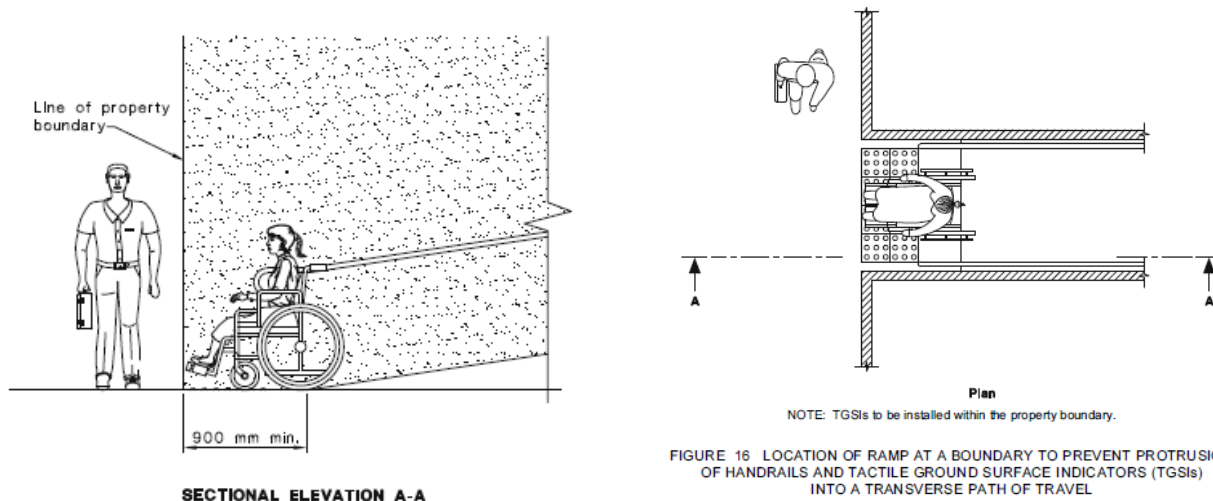 Line of property
boundary
900 mm min.
SECTIONAL ELEVATION A-A
A
A
Plan
NOTE: TGSIs to be installed within the property boundary.
FIGURE 16 LOCATION OF RAMP AT A BOUNDARY TO PREVENT PROTRUSIO
OF HANDRAILS AND TACTILE GROUND SURFACE INDICATORS (TGSIs)
INTO A TRANSVERSE PATH OF TRAVEL